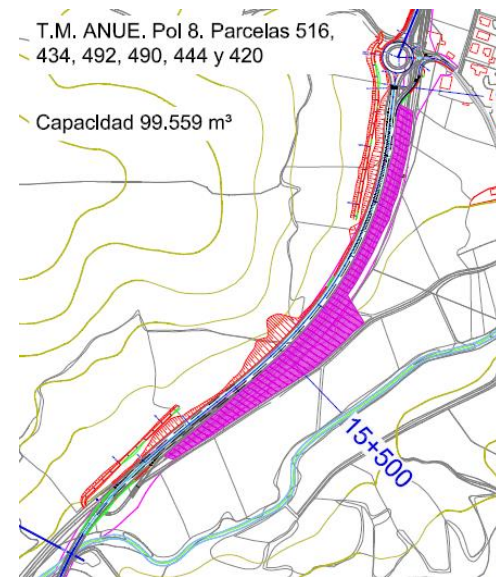 T.M. ANUE. Pol 8. Parcelas 516,
434, 492, 490, 444 y 420
Capacidad 99.559 m³
15+500